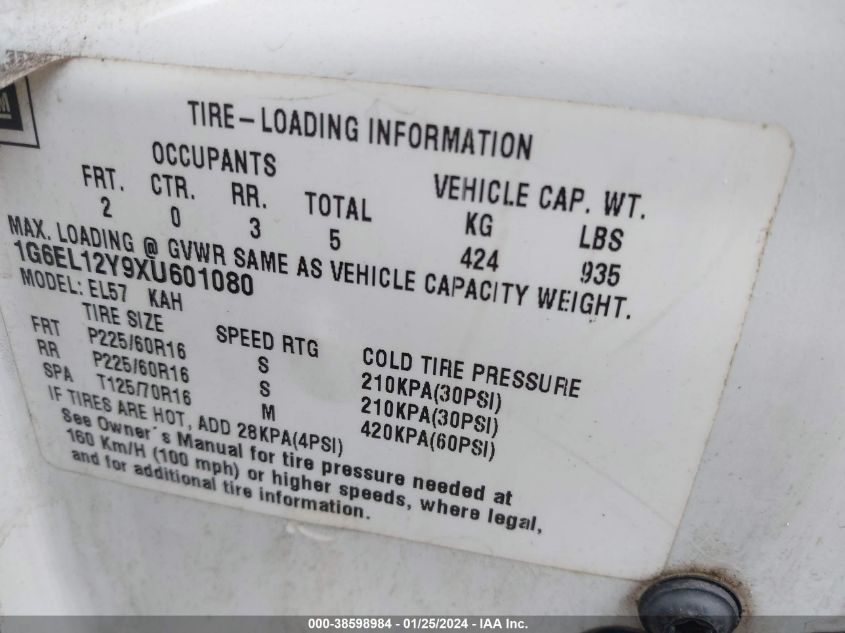 TIRE-LOADING INFORMATION
OCCUPANTS VEHICLE CAP. WT.
FRT. CTR. RR. TOTAL KG LBS
2 0 3 5 424 935
MAX. LOADING @ GVWR SAME AS VEHICLE CAPACITY WEIGHT.
1G6EL12Y9XU601080
MODEL: EL57 KAH
TIRE SIZE SPEED RTG COLD TIRE PRESSURE
FRT P225/60R16 S 210KPA(30PSI)
RR P225/60R16 S 210KPA(30PSI)
SPA T125/70R16 M 420KPA(60PSI)
IF TIRES ARE HOT, ADD 28KPA(4PSI)
See Owner's Manual for tire pressure needed at
160 Km/H (100 mph) or higher speeds, where legal,
and for additional tire information.
000-38598984 - 01/25/2024 - IAA Inc.